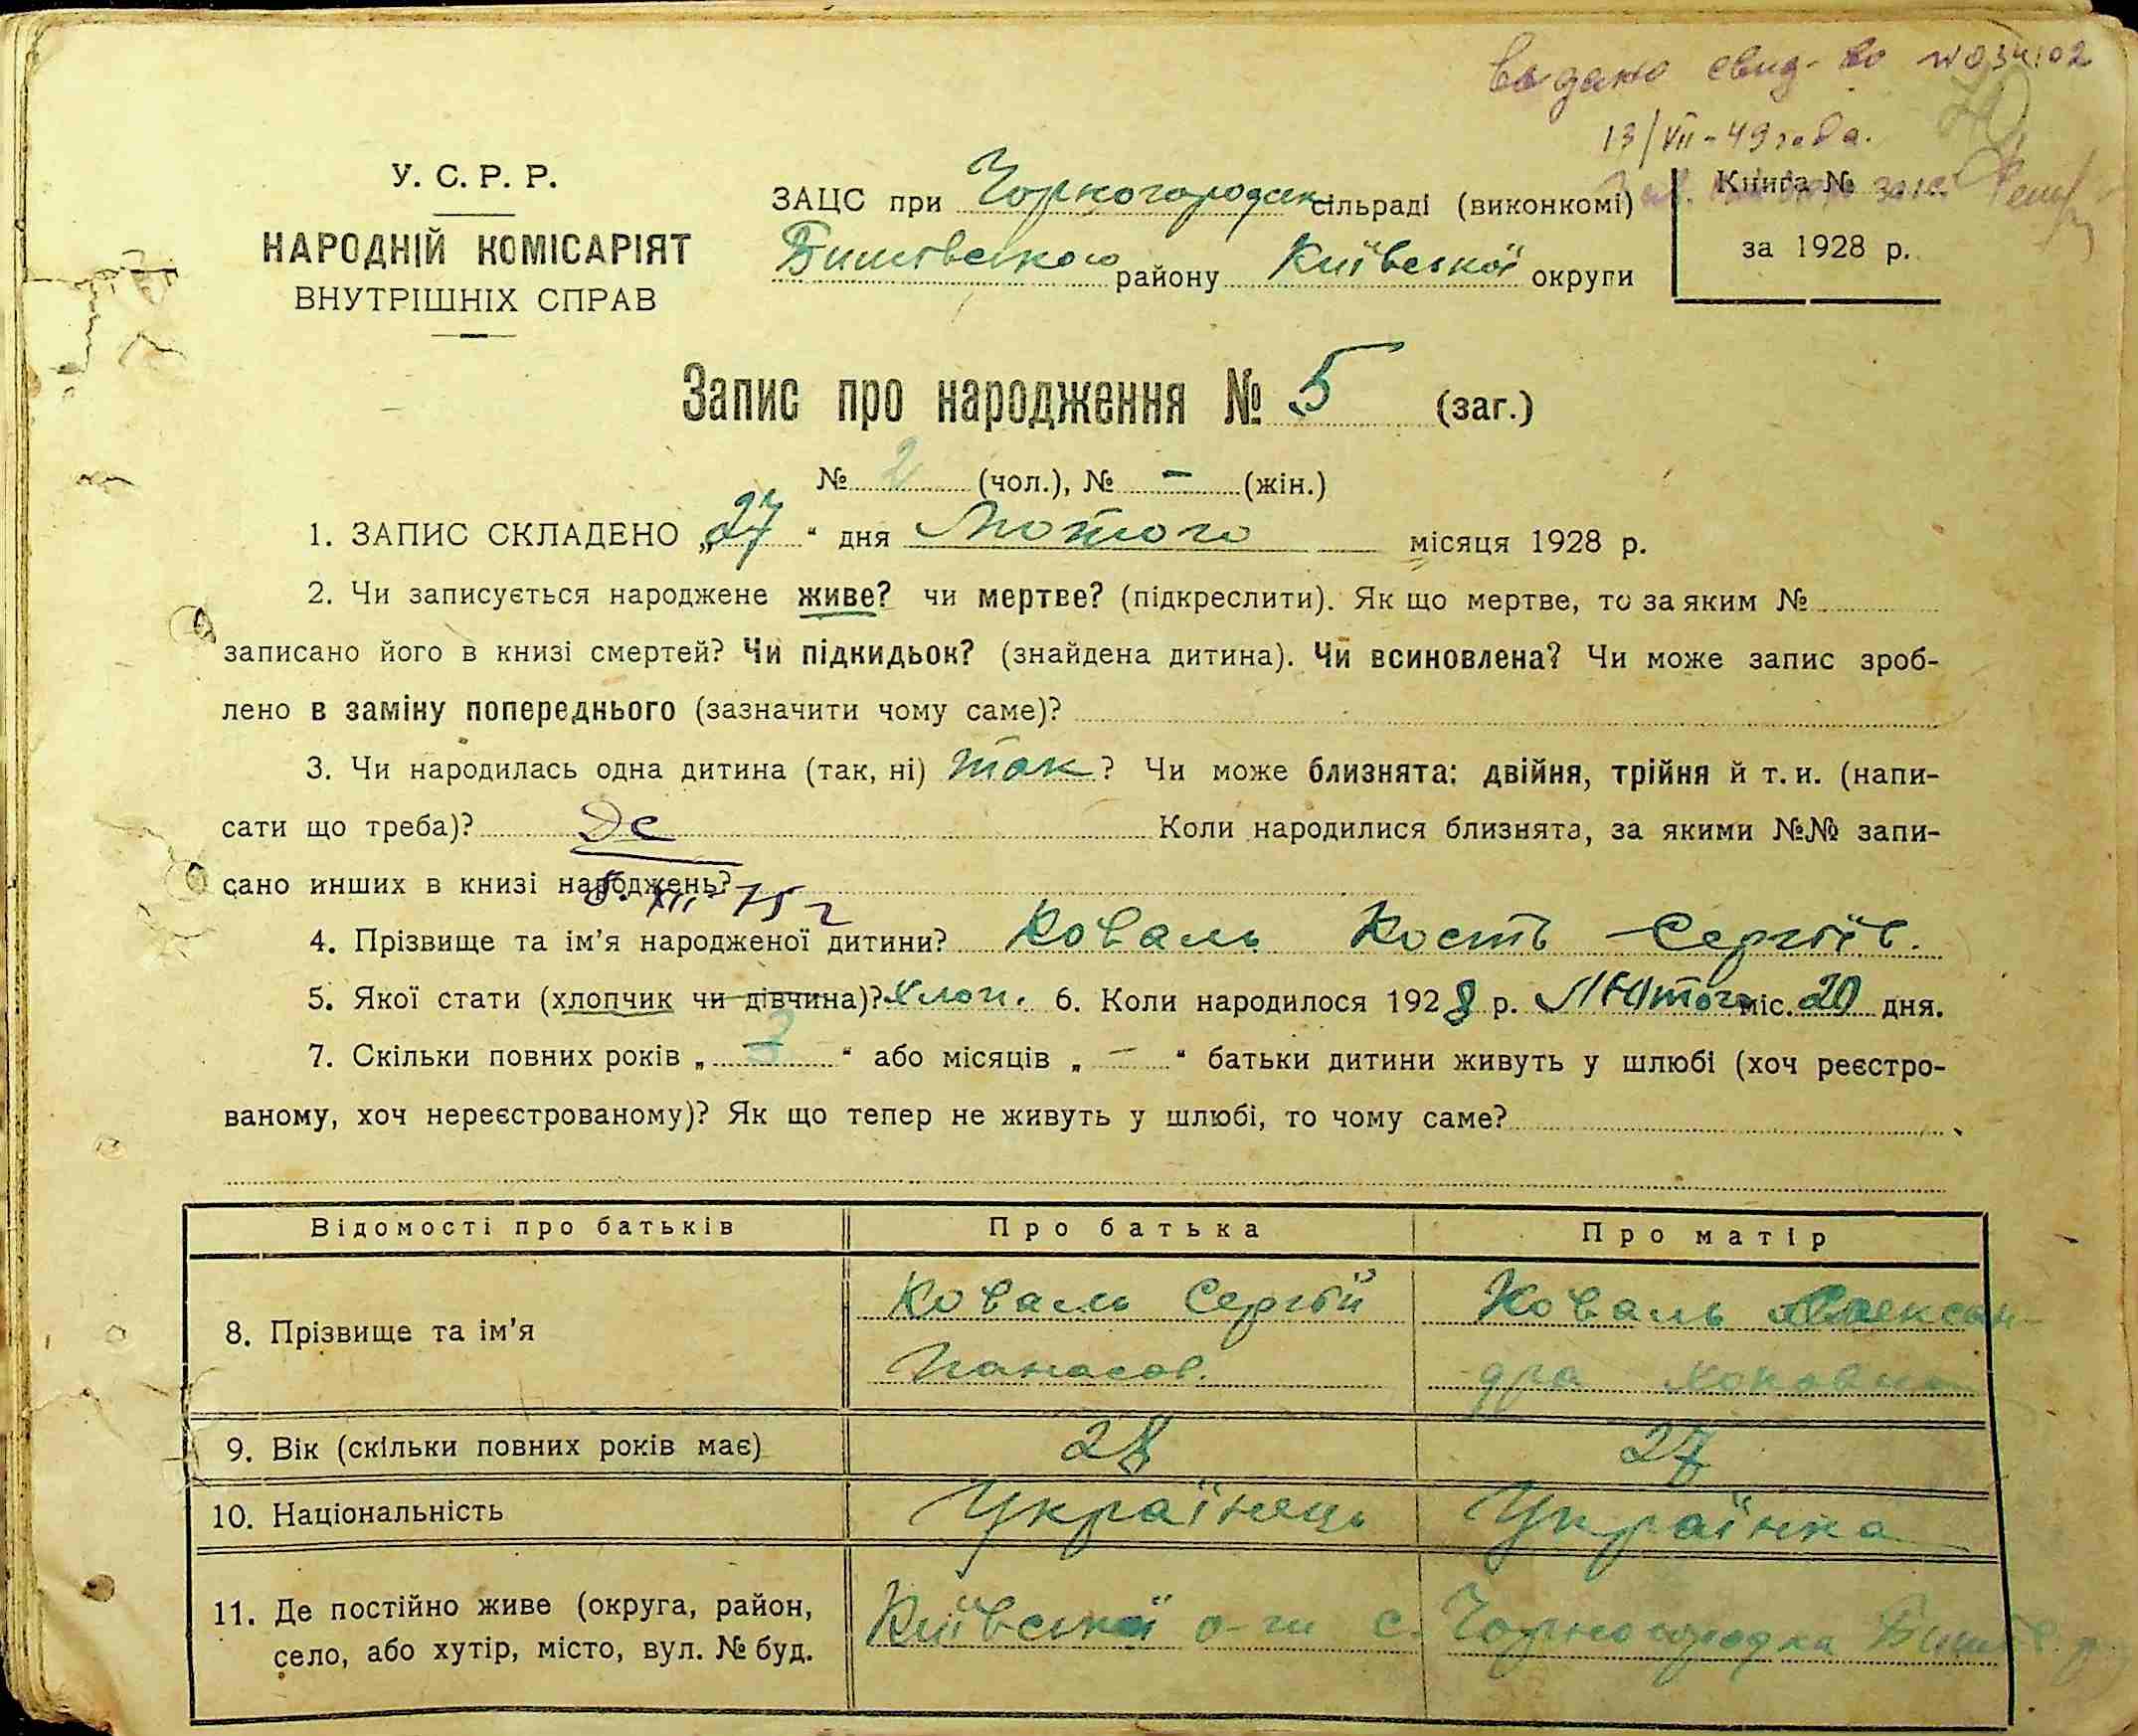 Видано свид-во №
13/VII-49 года.
У. С. Р. Р.
НАРОДНІЙ КОМІСАРІЯТ
ВНУТРІШНІХ СПРАВ
ЗАЦС при Чорногородск сільраді (виконкомі)
Бишівського району Київської округи
Книга №
за 1928 р.
Запис про народження № 5 (заг.)
№ 2 (чол.), № – (жін.)
1. ЗАПИС СКЛАДЕНО „27“ дня Лютого місяця 1928 р.
2. Чи записується народжене живе? чи мертве? (підкреслити). Як що мертве, то за яким №
записано його в книзі смертей? Чи підкидьок? (знайдена дитина). Чи всиновлена? Чи може запис зроб-
лено в заміну попереднього (зазначити чому саме)?
3. Чи народилась одна дитина (так, ні) так? Чи може близнята: двійня, трійня й т. и. (напи-
сати що треба)? Коли народилися близнята, за якими №№ запи-
сано инших в книзі народжень?
4. Прізвище та ім'я народженої дитини? Коваль Кость Сергіїв.
5. Якої стати (хлопчик чи дівчина)? хлоп. 6. Коли народилося 1928 р. Лютого міс. 20 дня.
7. Скільки повних років „ “ або місяців „ – “ батьки дитини живуть у шлюбі (хоч реєстро-
ваному, хоч нереєстрованому)? Як що тепер не живуть у шлюбі, то чому саме?
Відомості про батьків Про батька Про матір
8. Прізвище та ім'я Коваль Сергій Коваль Олексан-
Панасов. дра
9. Вік (скільки повних років має) 28 27
10. Національність Українець Українка
11. Де постійно живе (округа, район, Київської о-ги с. Чорногородка Бишів. р.
село, або хутір, місто, вул. № буд.